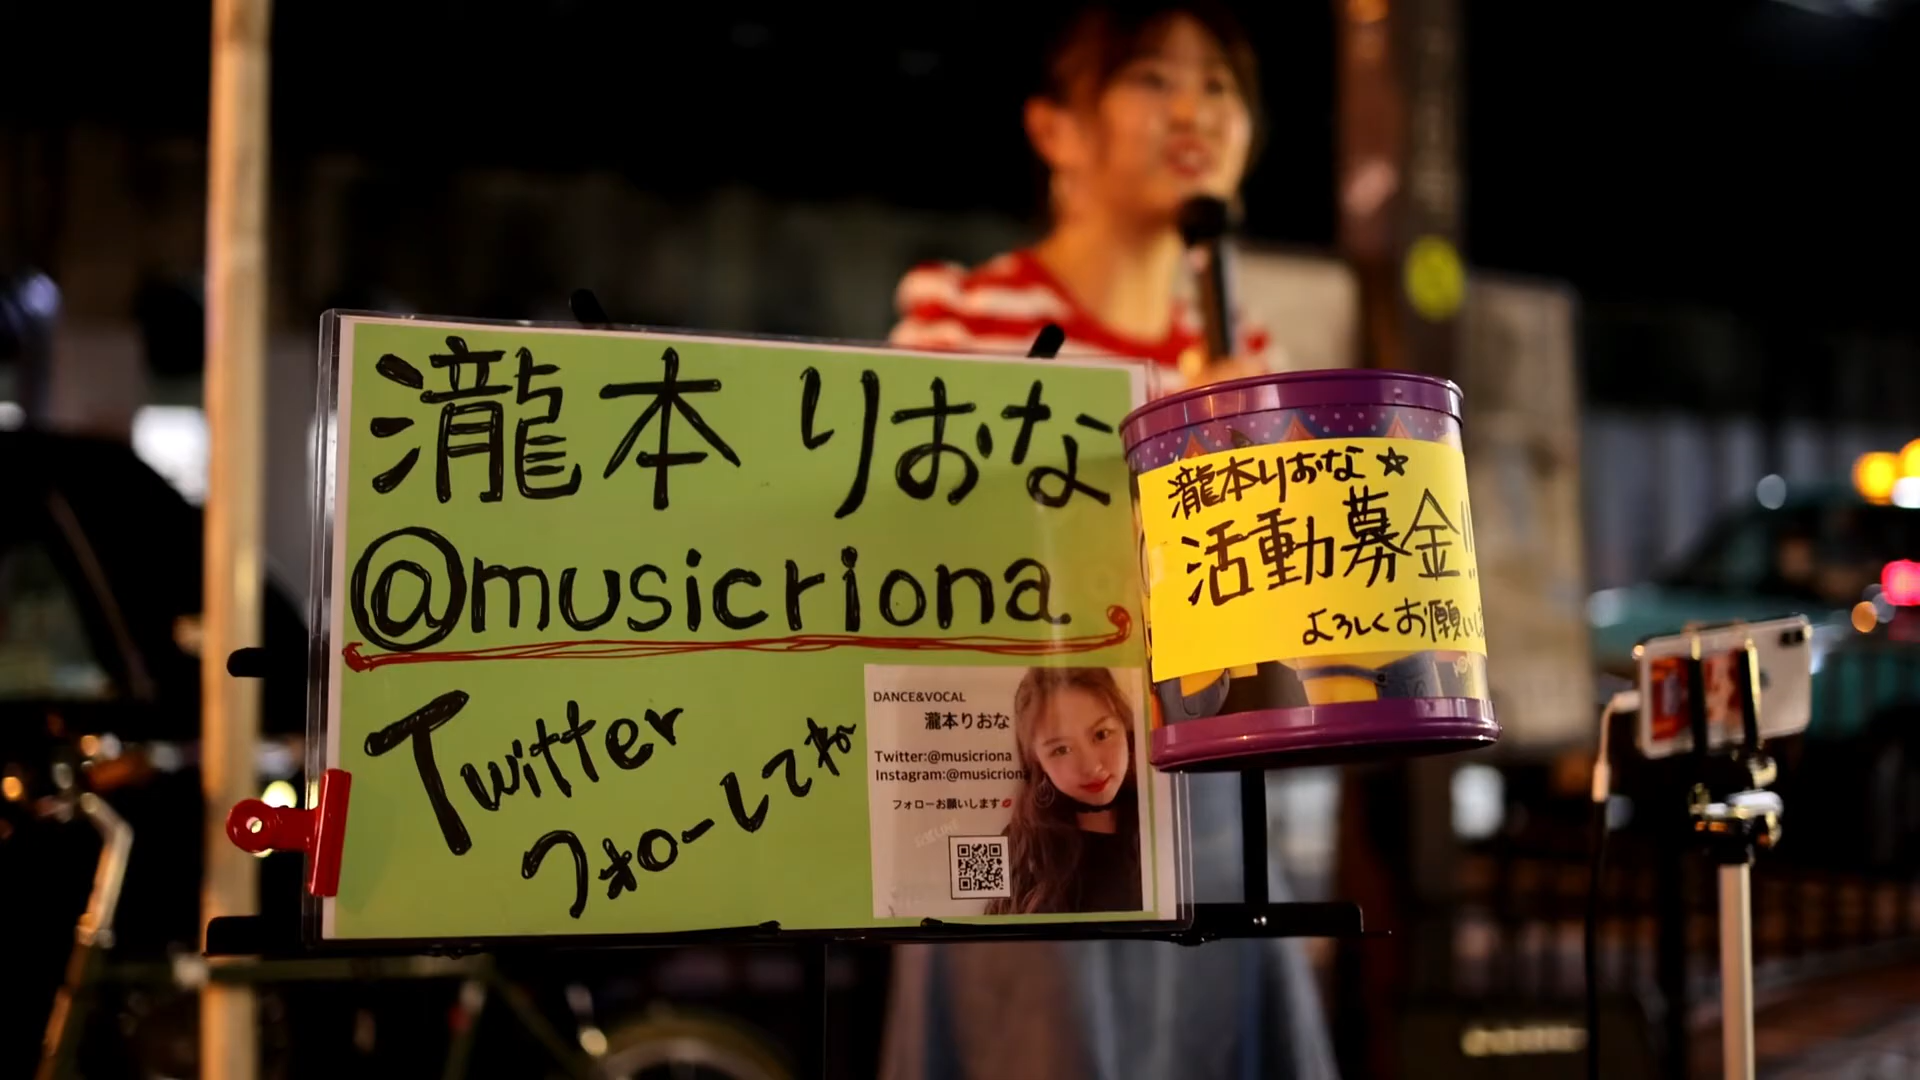 瀧本りおな
@musicriona
Twitter
フォローしてね
DANCE&VOCAL
瀧本りおな
Twitter:@musicriona
Instagram:@musicriona
フォローお願いします💋
瀧本りおな☆
活動募金!!
よろしくお願いし